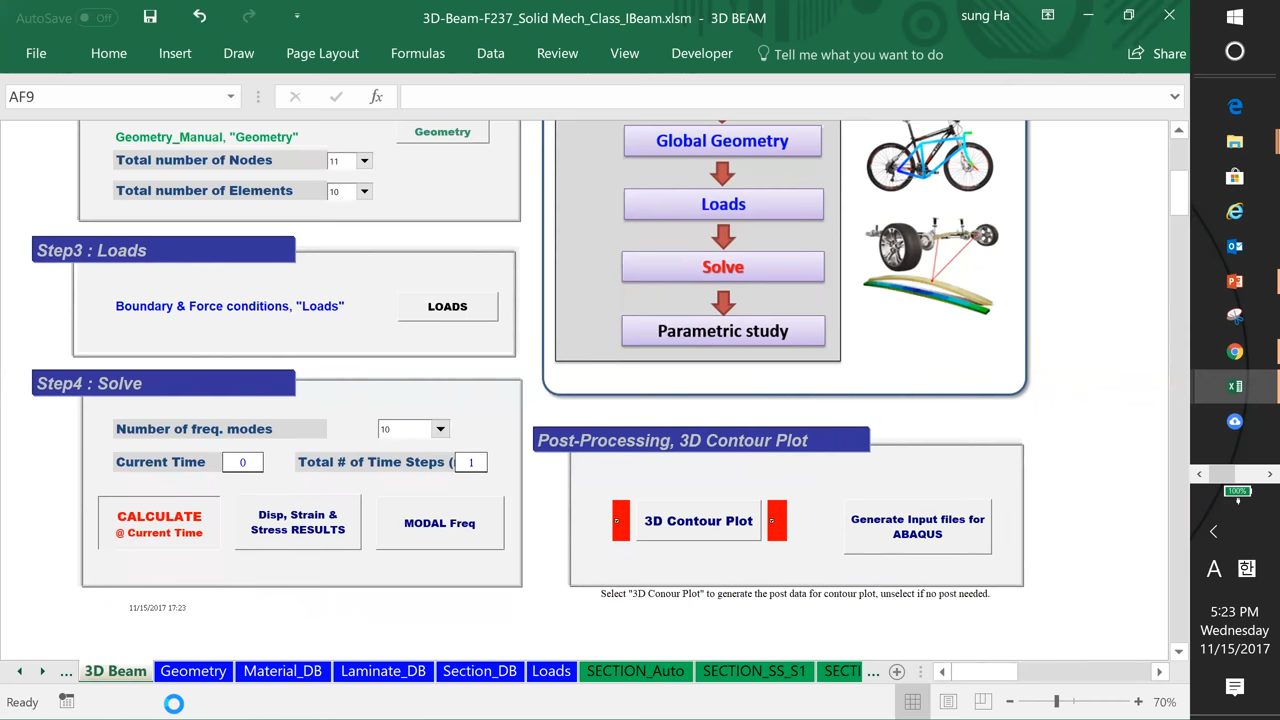 AutoSave Off
3D-Beam-F237_Solid Mech_Class_IBeam.xlsm - 3D BEAM
sung Ha
File Home Insert Draw Page Layout Formulas Data Review View Developer Tell me what you want to do Share
AF9
fx
Geometry_Manual, "Geometry"
Geometry
Total number of Nodes 11
Total number of Elements 10
Step3 : Loads
Boundary & Force conditions, "Loads"
LOADS
Step4 : Solve
Number of freq. modes 10
Current Time 0 Total # of Time Steps ( 1
CALCULATE
@ Current Time
Disp, Strain &
Stress RESULTS
MODAL Freq
11/15/2017 17:23
Global Geometry
Loads
Solve
Parametric study
Post-Processing, 3D Contour Plot
3D Contour Plot
Generate Input files for
ABAQUS
Select "3D Conour Plot" to generate the post data for contour plot, unselect if no post needed.
... 3D Beam Geometry Material_DB Laminate_DB Section_DB Loads SECTION_Auto SECTION_SS_S1 SECTI ...
Ready
70%
100%
A 한
5:23 PM
Wednesday
11/15/2017